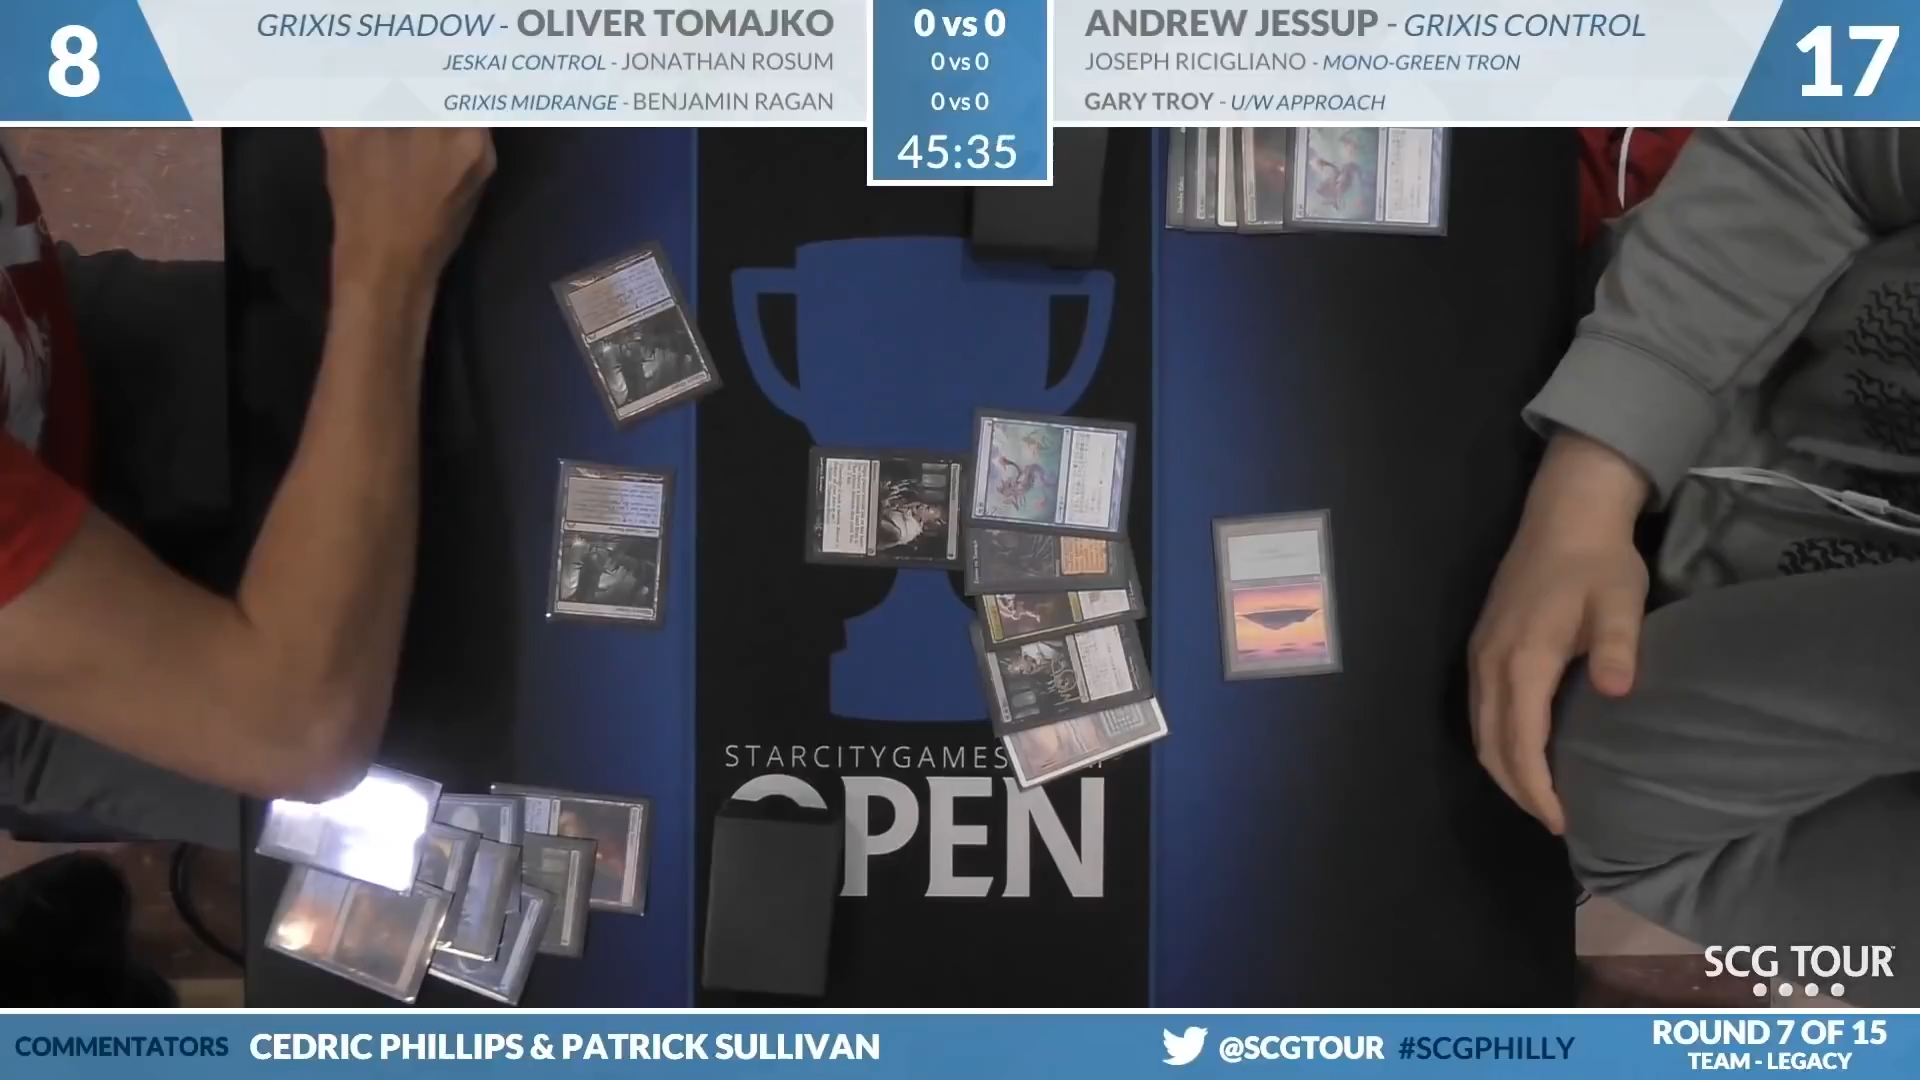 8
GRIXIS SHADOW - OLIVER TOMAJKO
JESKAI CONTROL - JONATHAN ROSUM
GRIXIS MIDRANGE - BENJAMIN RAGAN
0 vs 0
0 vs 0
0 vs 0
45:35
ANDREW JESSUP - GRIXIS CONTROL
JOSEPH RICIGLIANO - MONO-GREEN TRON
GARY TROY - U/W APPROACH
17
STARCITYGAMES
OPEN
SCG TOUR
COMMENTATORS CEDRIC PHILLIPS & PATRICK SULLIVAN
@SCGTOUR #SCGPHILLY
ROUND 7 OF 15
TEAM - LEGACY